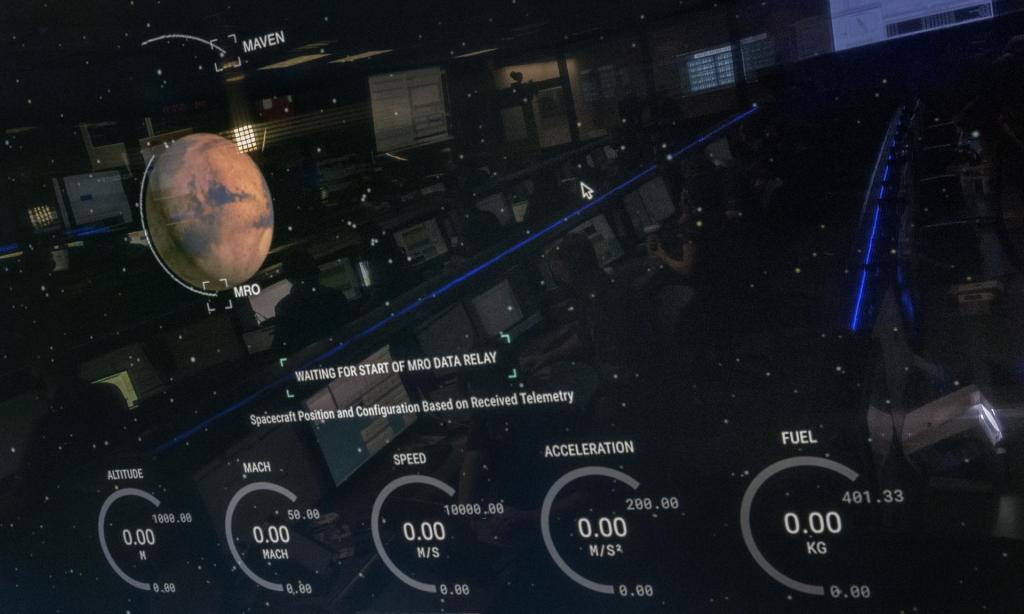 MAVEN
MRO
WAITING FOR START OF MRO DATA RELAY
Spacecraft Position and Configuration Based on Received Telemetry
ALTITUDE
1000.00
0.00
M
0.00
MACH
50.00
0.00
MACH
0.00
SPEED
10000.00
0.00
M/S
0.00
ACCELERATION
200.00
0.00
M/S²
0.00
FUEL
401.33
0.00
KG
0.00